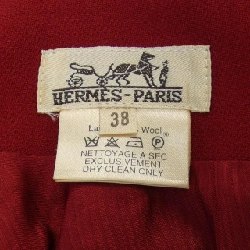 HERMES-PARIS
38
Wool
NETTOYAGE A SEC
EXCLUSIVEMENT
DRY CLEAN ONLY